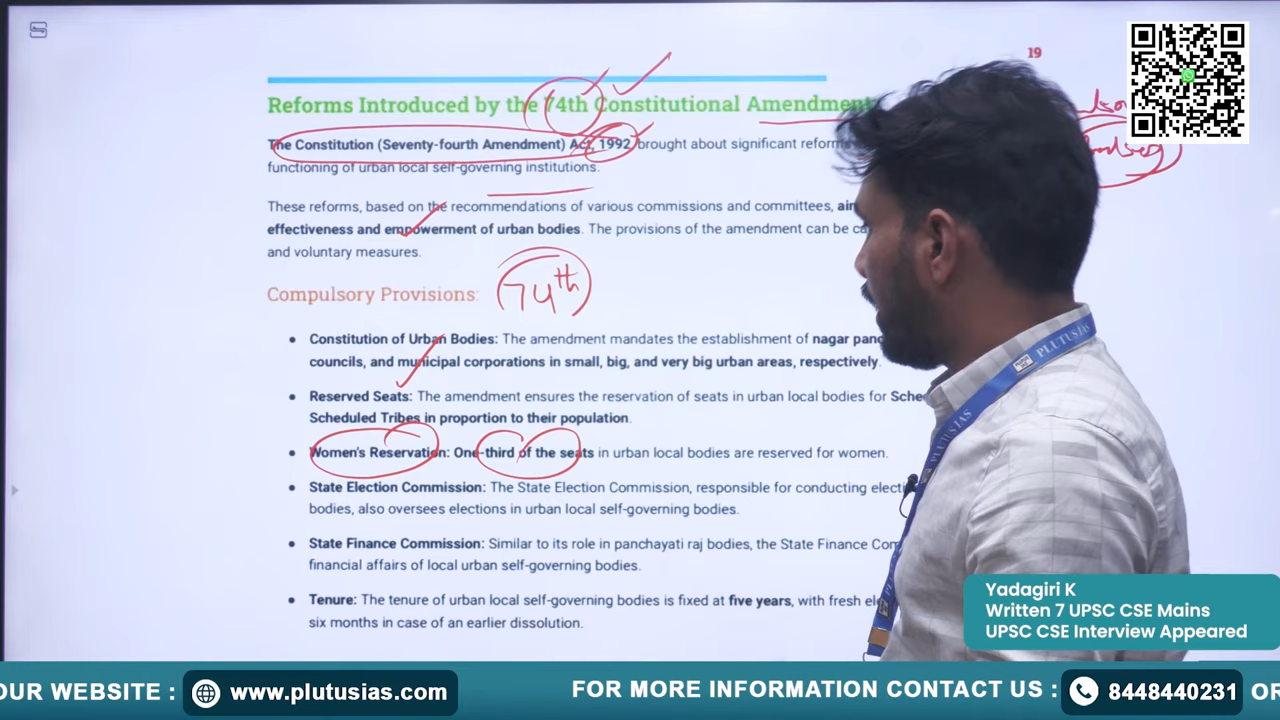 19
Reforms Introduced by the 74th Constitutional Amendment
The Constitution (Seventy-fourth Amendment) Act, 1992 brought about significant reforms
functioning of urban local self-governing institutions.
These reforms, based on the recommendations of various commissions and committees,
effectiveness and empowerment of urban bodies. The provisions of the amendment can be
and voluntary measures.
Compulsory Provisions:
74th
Constitution of Urban Bodies: The amendment mandates the establishment of nagar
councils, and municipal corporations in small, big, and very big urban areas, respectively.
Reserved Seats: The amendment ensures the reservation of seats in urban local bodies for
Scheduled Tribes in proportion to their population.
Women's Reservation: One-third of the seats in urban local bodies are reserved for women.
State Election Commission: The State Election Commission, responsible for conducting
bodies, also oversees elections in urban local self-governing bodies.
State Finance Commission: Similar to its role in panchayati raj bodies, the State Finance
financial affairs of local urban self-governing bodies.
Tenure: The tenure of urban local self-governing bodies is fixed at five years, with fresh
six months in case of an earlier dissolution.
PLUTUS IAS
PLUTUS IAS
Yadagiri K
Written 7 UPSC CSE Mains
UPSC CSE Interview Appeared
OUR WEBSITE : www.plutusias.com FOR MORE INFORMATION CONTACT US : 8448440231 OR